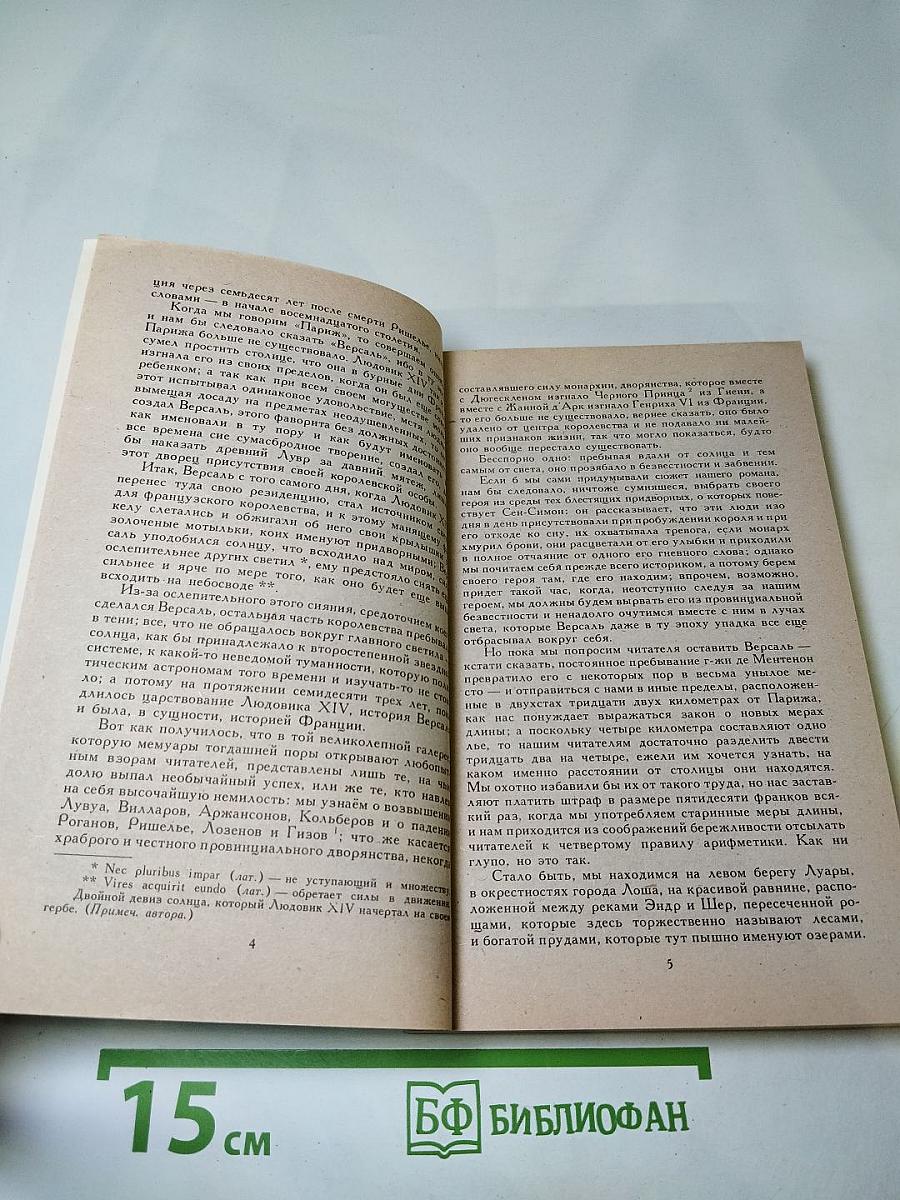 ция через семьдесят лет после смерти Ришелье,
словами — в начале восемнадцатого столетия.
Когда мы говорим «Париж», то совершаем
и нам бы следовало сказать «Версаль», ибо в ту
Парижа больше не существовало. Людовик XIV
сумел простить столице, что она в бурные дни
изгнала его из своих пределов, когда он был еще
ребенком; а так как при всем своем могуществе
этот испытывал одинаковое удовольствие, мстя
вымещая досаду на предметах неодушевленных,
создал Версаль, этого фаворита без должных
как именовали в ту пору и как будут именовать
все времена сие сумасбродное творение, создал его,
бы наказать древний Лувр за давний мятеж,
этот дворец присутствия своей королевской особы.
Итак, Версаль с того самого дня, когда Людовик
перенес туда свою резиденцию, стал источником
для французского королевства, и к этому манящему
келу слетались и обжигали об него свои крылышки
золоченые мотыльки, коих именуют придворными;
саль уподобился солнцу, что всходило над миром,
ослепительнее других светил *, ему предстояло сиять
сильнее и ярче по мере того, как оно будет еще
всходить на небосводе **.
Из-за ослепительного этого сияния, средоточием
сделался Версаль, остальная часть королевства пребывала
в тени; все, что не обращалось вокруг главного светила
солнца, как бы принадлежало к второстепенной звездной
системе, к какой-то неведомой туманности, которую
тическим астрономам того времени и изучать-то не
ло; а потому на протяжении семидесяти трех лет, пока
длилось царствование Людовика XIV, история Версаля
и была, в сущности, историей Франции.
Вот как получилось, что в той великолепной галерее,
которую мемуары тогдашней поры открывают любопыт-
ным взорам читателей, представлены лишь те, на чью
долю выпал необычайный успех, или же те, кто навлек
на себя высочайшую немилость: мы узнаём о возвышении
Лувуа, Вилларов, Аржансонов, Кольберов и о падении
Роганов, Ришелье, Лозенов и Гизов ¹; что же касается
храброго и честного провинциального дворянства, некогда
* Nec pluribus impar (лат.) — не уступающий и множеству.
** Vires acquirit eundo (лат.) — обретает силы в движении.
Двойной девиз солнца, который Людовик XIV начертал на своем
гербе. (Примеч. автора.)
4
составлявшего силу монархии, дворянства, которое вместе
с Дюгескленом изгнало Черного Принца ² из Гиени, а
вместе с Жанной д'Арк изгнало Генриха V1 из Франции,
то его больше не существовало, вернее сказать, оно было
удалено от центра королевства и не подавало ни малей-
ших признаков жизни, так что могло показаться, будто
оно вообще перестало существовать.
Бесспорно одно: пребывая вдали от солнца и тем
самым от света, оно прозябало в безвестности и забвении.
Если б мы сами придумывали сюжет нашего романа,
нам бы следовало, ничтоже сумняшеся, выбрать своего
героя из среды тех блестящих придворных, о которых пове-
ствует Сен-Симон: он рассказывает, что эти люди изо
дня в день присутствовали при пробуждении короля и при
его отходе ко сну, их охватывала тревога, если монарх
хмурил брови, они расцветали от его улыбки и приходили
в полное отчаяние от одного его гневного слова; однако
мы почитаем себя прежде всего историком, а потому берем
своего героя там, где его находим; впрочем, возможно,
придет такой час, когда, неотступно следуя за нашим
героем, мы должны будем вырвать его из провинциальной
безвестности и ненадолго очутимся вместе с ним в лучах
света, которые Версаль даже в ту эпоху упадка все еще
отбрасывал вокруг себя.
Но пока мы попросим читателя оставить Версаль —
кстати сказать, постоянное пребывание г-жи де Ментенон
превратило его с некоторых пор в весьма унылое ме-
сто — и отправиться с нами в иные пределы, расположен-
ные в двухстах тридцати двух километрах от Парижа,
как нас понуждает выражаться закон о новых мерах
длины; а поскольку четыре километра составляют одно
лье, то нашим читателям достаточно разделить двести
тридцать два на четыре, ежели им хочется узнать, на
каком именно расстоянии от столицы они находятся.
Мы охотно избавили бы их от такого труда, но нас застав-
ляют платить штраф в размере пятидесяти франков вся-
кий раз, когда мы употребляем старинные меры длины,
и нам приходится из соображений бережливости отсылать
читателей к четвертому правилу арифметики. Как ни
глупо, но это так.
Стало быть, мы находимся на левом берегу Луары,
в окрестностях города Лоша, на красивой равнине, распо-
ложенной между реками Эндр и Шер, пересеченной ро-
щами, которые здесь торжественно называют лесами,
и богатой прудами, которые тут пышно именуют озерами.
5
15 см
БФ БИБЛИОФАН